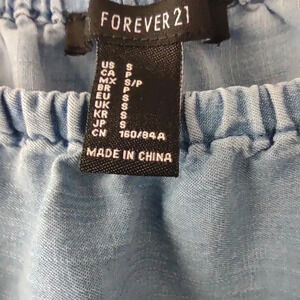 FOREVER 21
US S
CA P
MX S/P
BR P
EU S
UK S
KR S
JP S
CN 160/84A
MADE IN CHINA